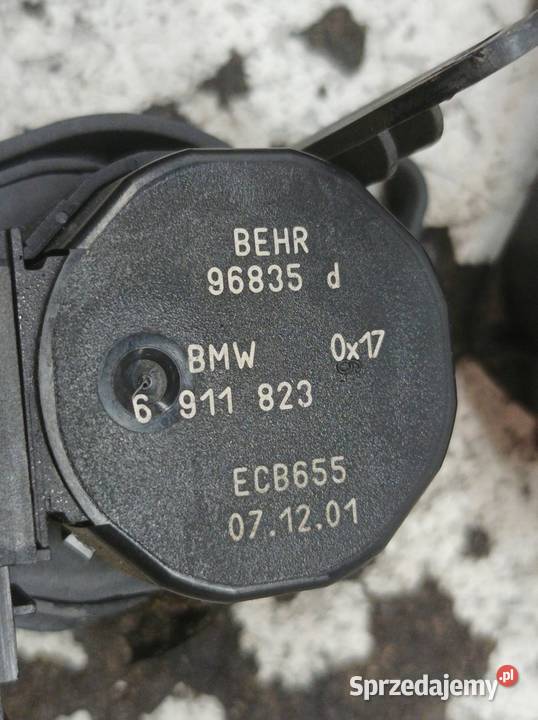 BEHR
96835 d
BMW 0x17
6 911 823
ECB655
07.12.01
Sprzedajemy.pl